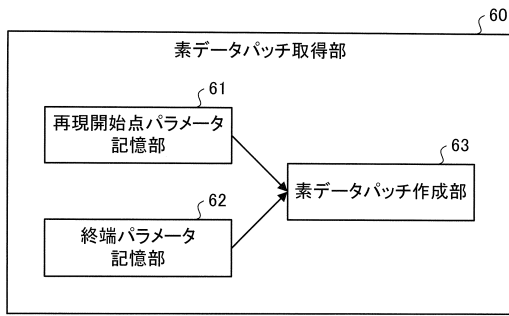 60
素データパッチ取得部
61
再現開始点パラメータ
記憶部
63
素データパッチ作成部
62
終端パラメータ
記憶部